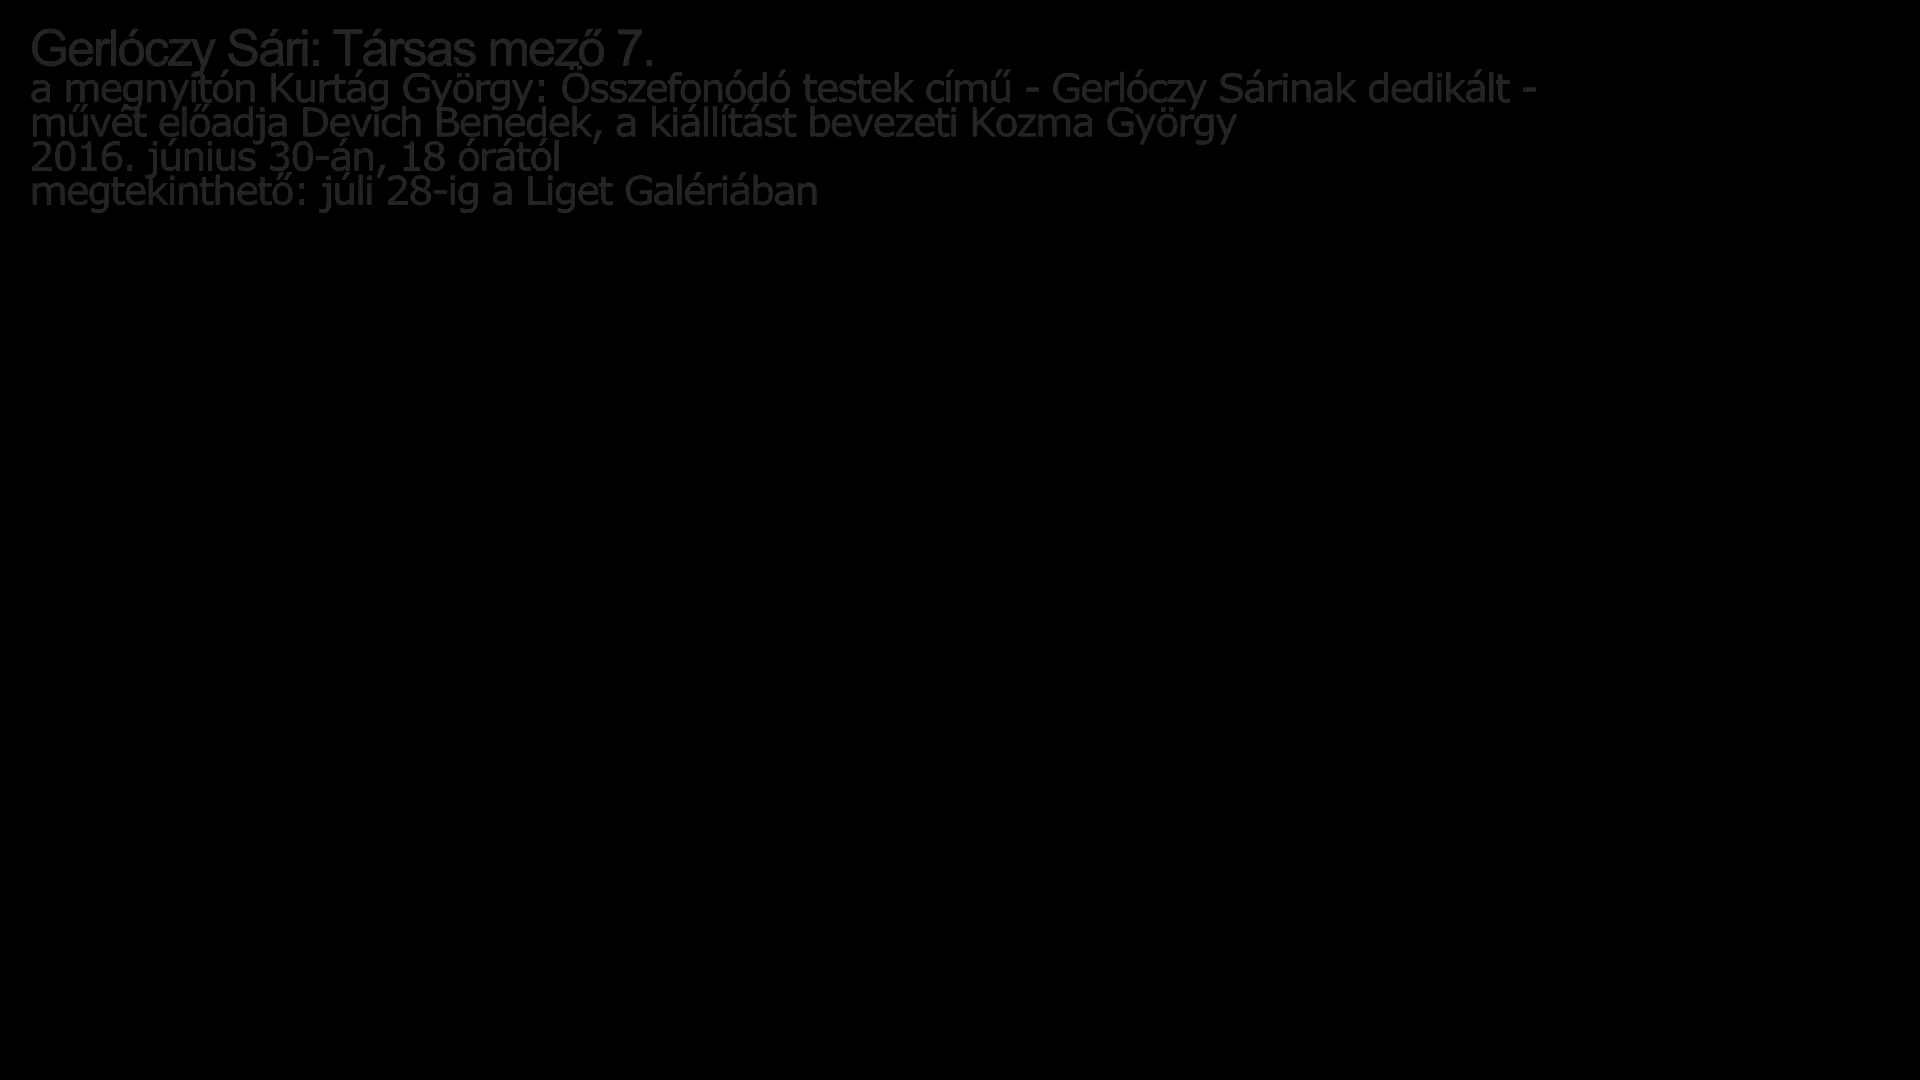 Gerlóczy Sári: Társas mező 7.
a megnyitón Kurtág György: Összefonódó testek című - Gerlóczy Sárinak dedikált -
művét előadja Devich Benedek, a kiállítást bevezeti Kozma György
2016. június 30-án, 18 órától
megtekinthető: júli 28-ig a Liget Galériában